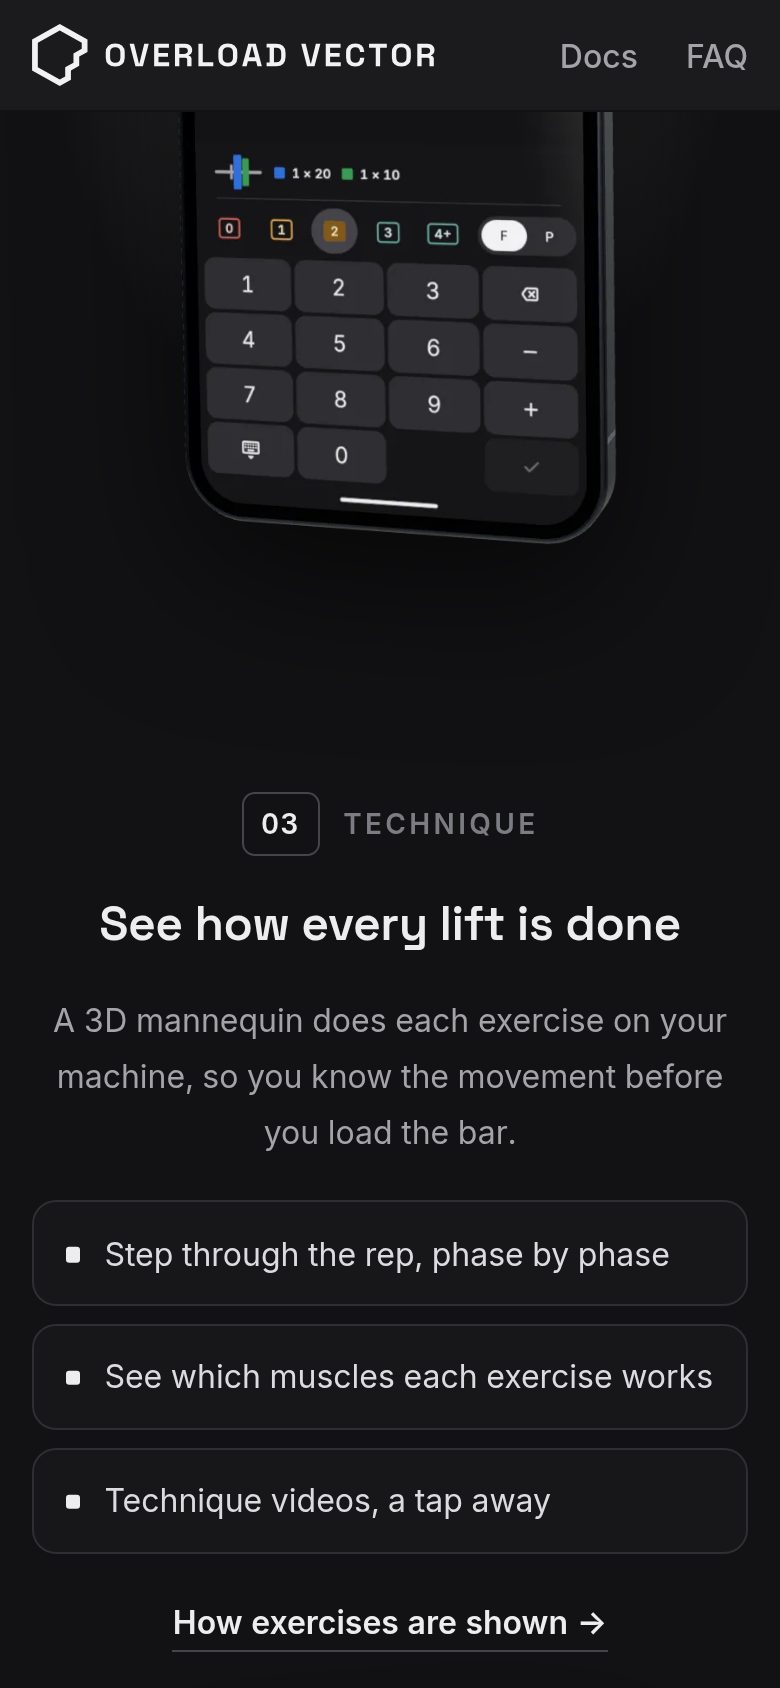 OVERLOAD VECTOR Docs FAQ
1 × 20 1 × 10
0 1 2 3 4+ F P
1 2 3
4 5 6 −
7 8 9 +
0
03 TECHNIQUE
See how every lift is done
A 3D mannequin does each exercise on your
machine, so you know the movement before
you load the bar.
Step through the rep, phase by phase
See which muscles each exercise works
Technique videos, a tap away
How exercises are shown →